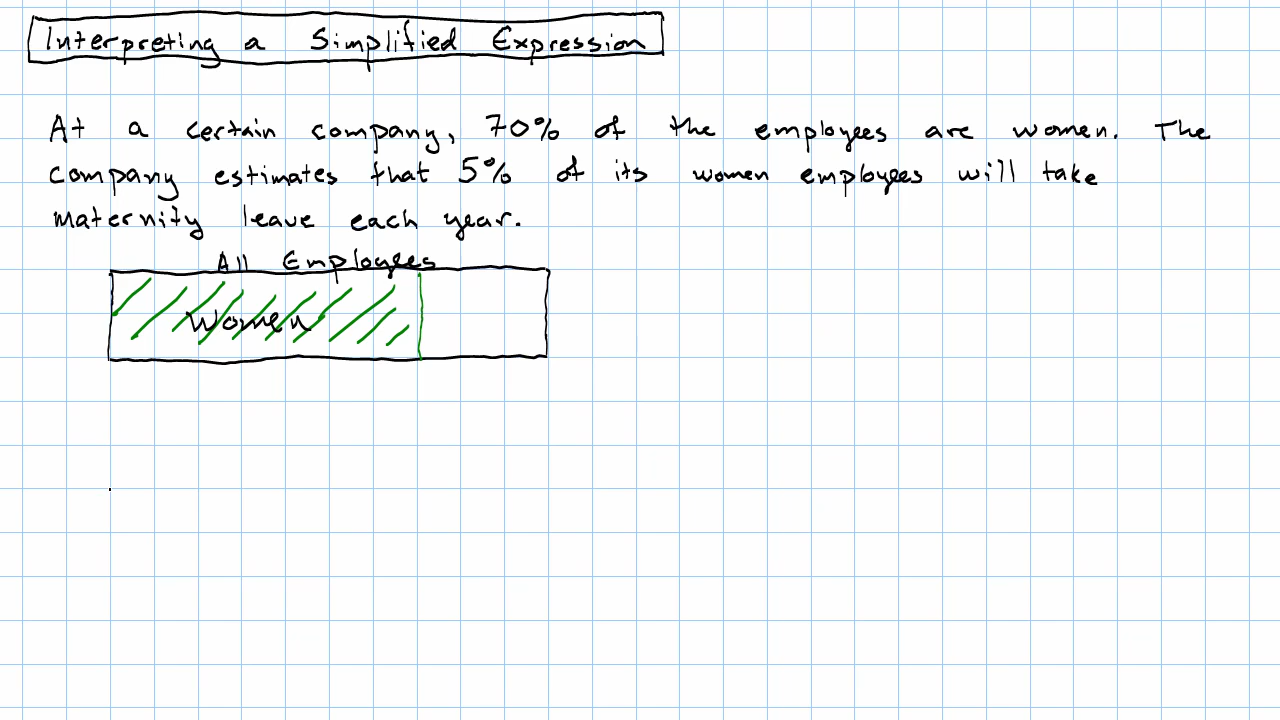 Interpreting a Simplified Expression
At a certain company, 70% of the employees are women. The
company estimates that 5% of its women employees will take
maternity leave each year.
All Employees
Women